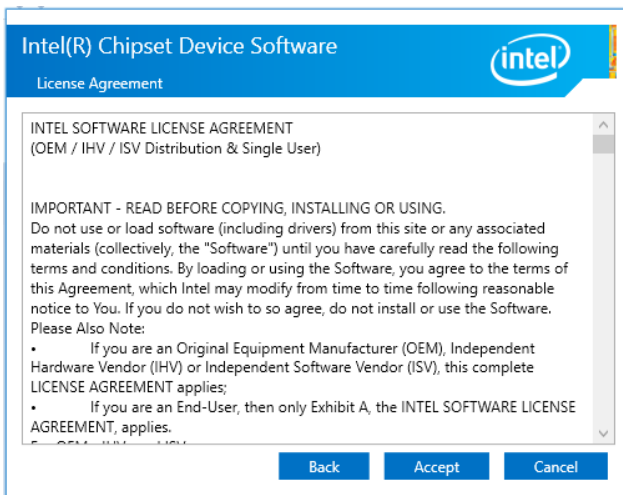 Intel(R) Chipset Device Software
intel
License Agreement
INTEL SOFTWARE LICENSE AGREEMENT
(OEM / IHV / ISV Distribution & Single User)
IMPORTANT - READ BEFORE COPYING, INSTALLING OR USING.
Do not use or load software (including drivers) from this site or any associated
materials (collectively, the "Software") until you have carefully read the following
terms and conditions. By loading or using the Software, you agree to the terms of
this Agreement, which Intel may modify from time to time following reasonable
notice to You. If you do not wish to so agree, do not install or use the Software.
Please Also Note:
• If you are an Original Equipment Manufacturer (OEM), Independent
Hardware Vendor (IHV) or Independent Software Vendor (ISV), this complete
LICENSE AGREEMENT applies;
• If you are an End-User, then only Exhibit A, the INTEL SOFTWARE LICENSE
AGREEMENT, applies.
Back Accept Cancel